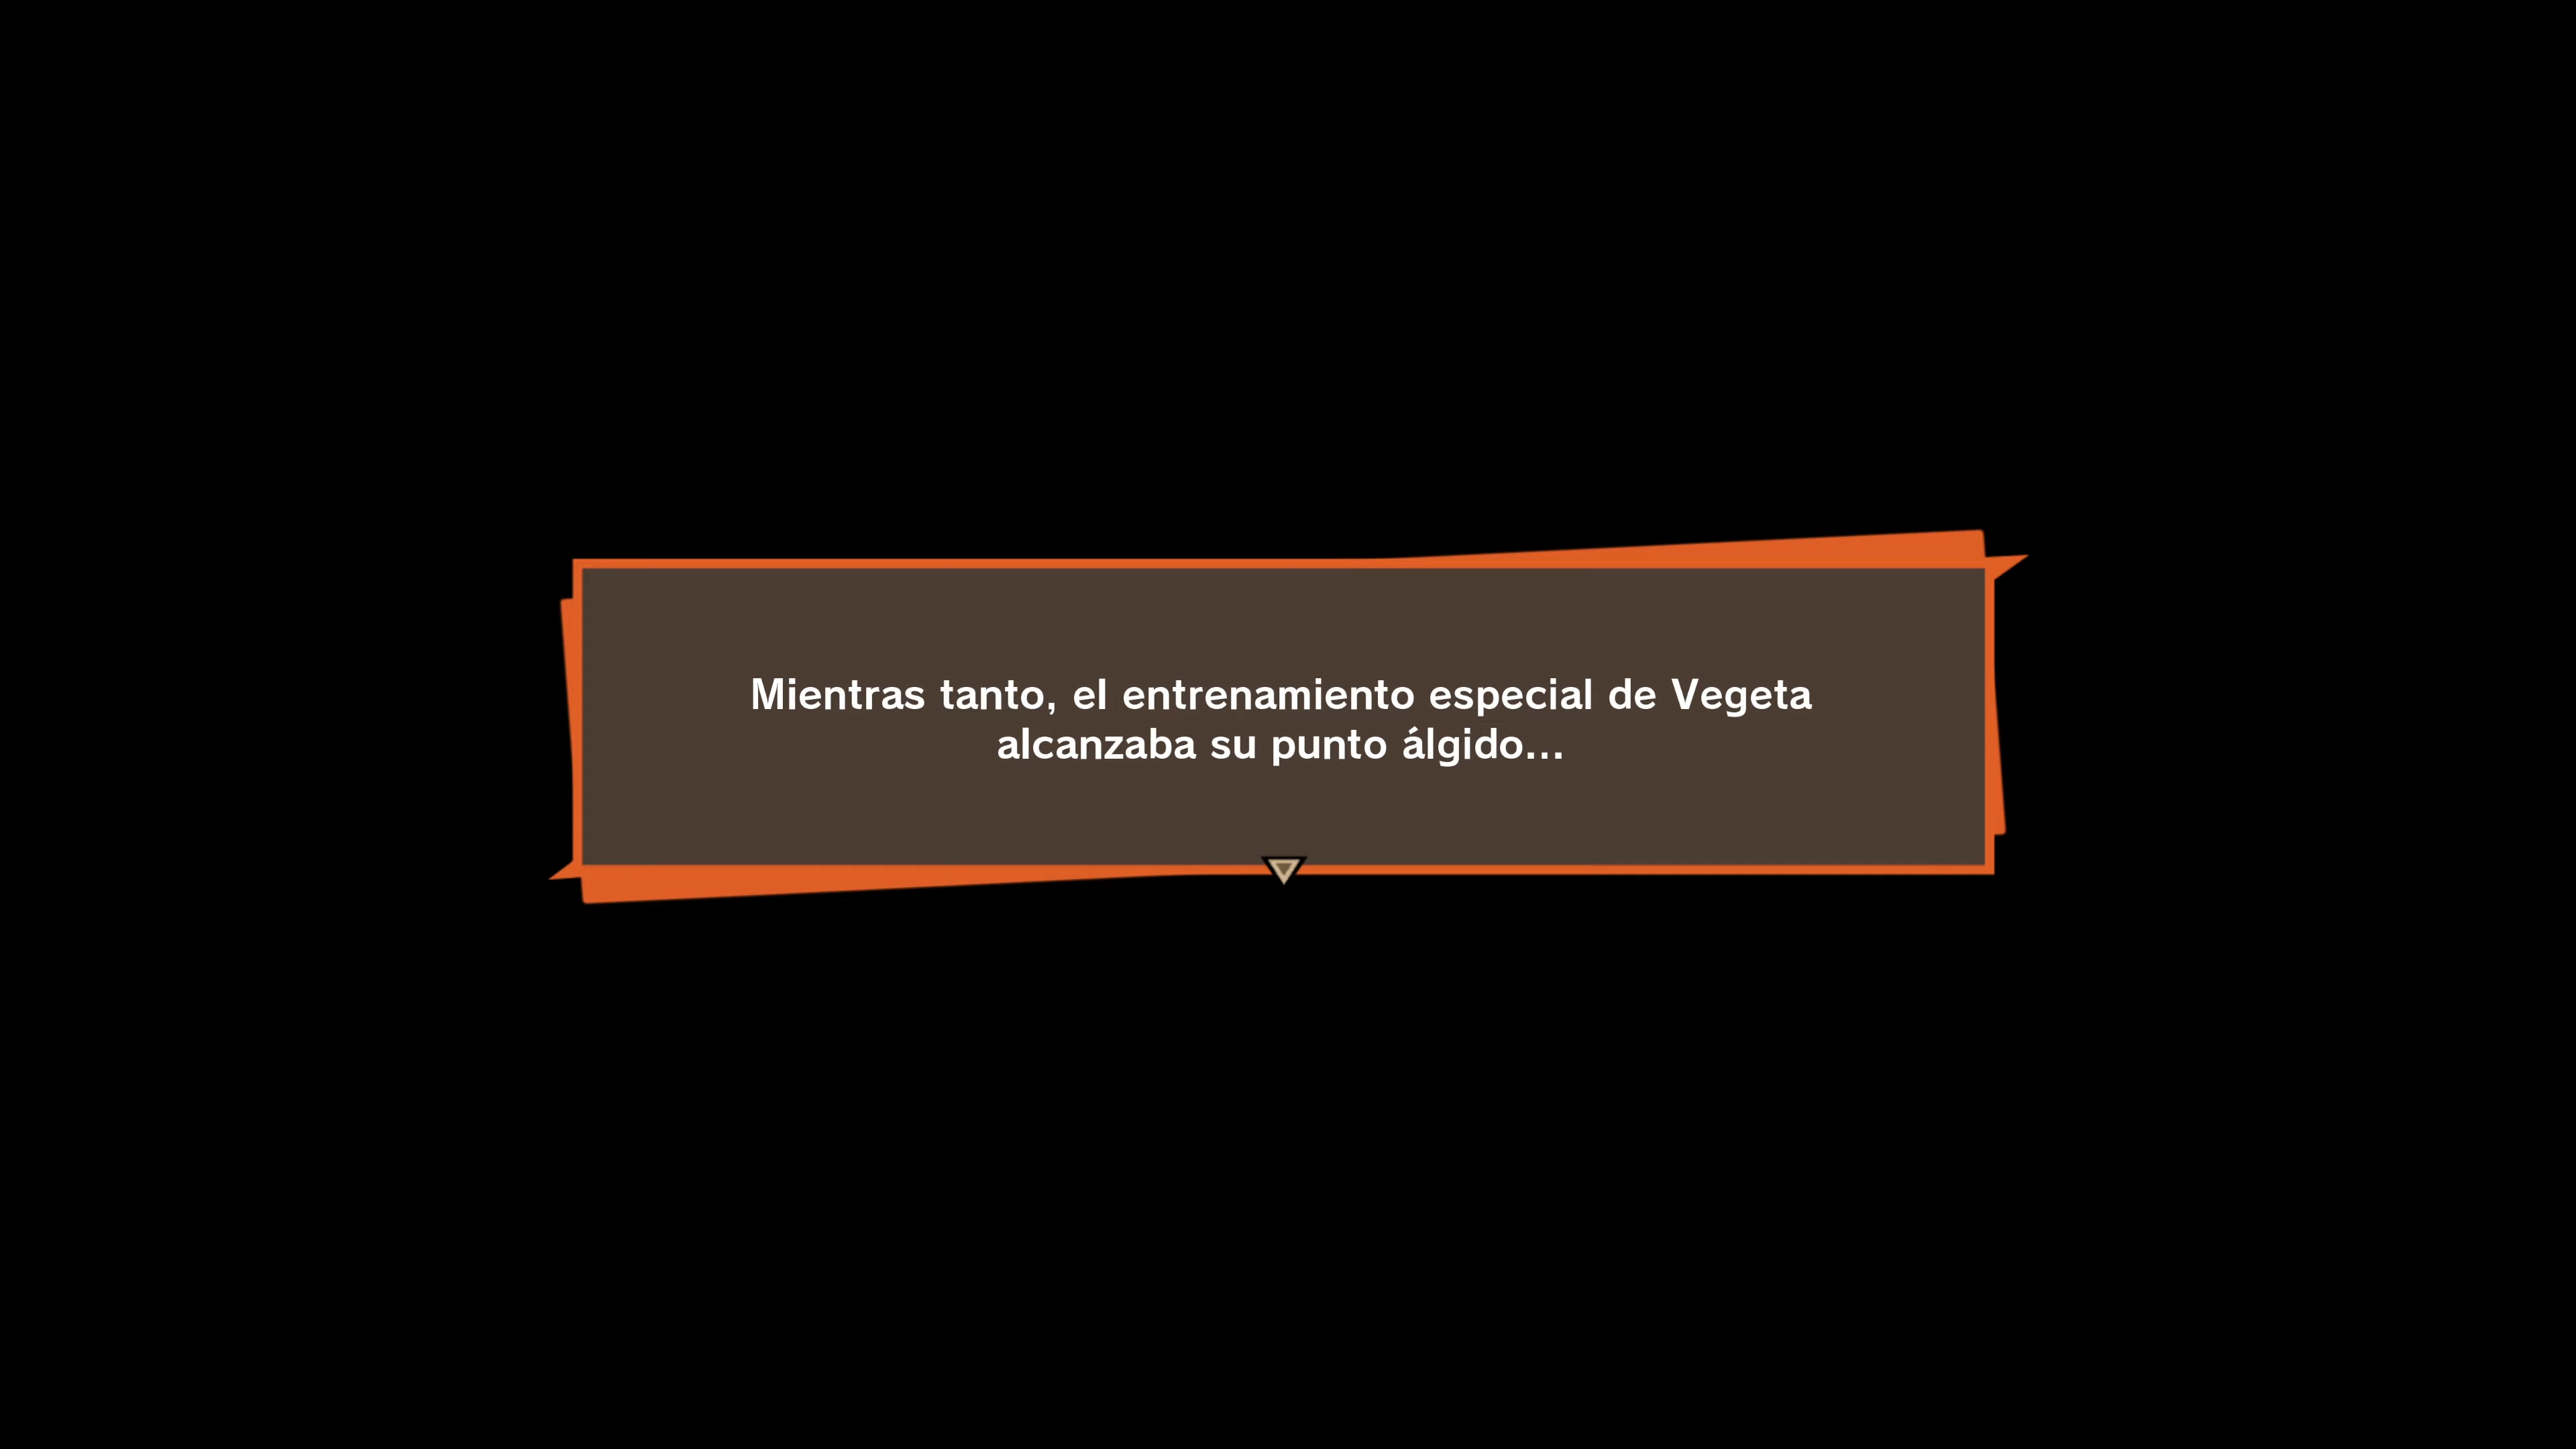 Mientras tanto, el entrenamiento especial de Vegeta
alcanzaba su punto álgido...